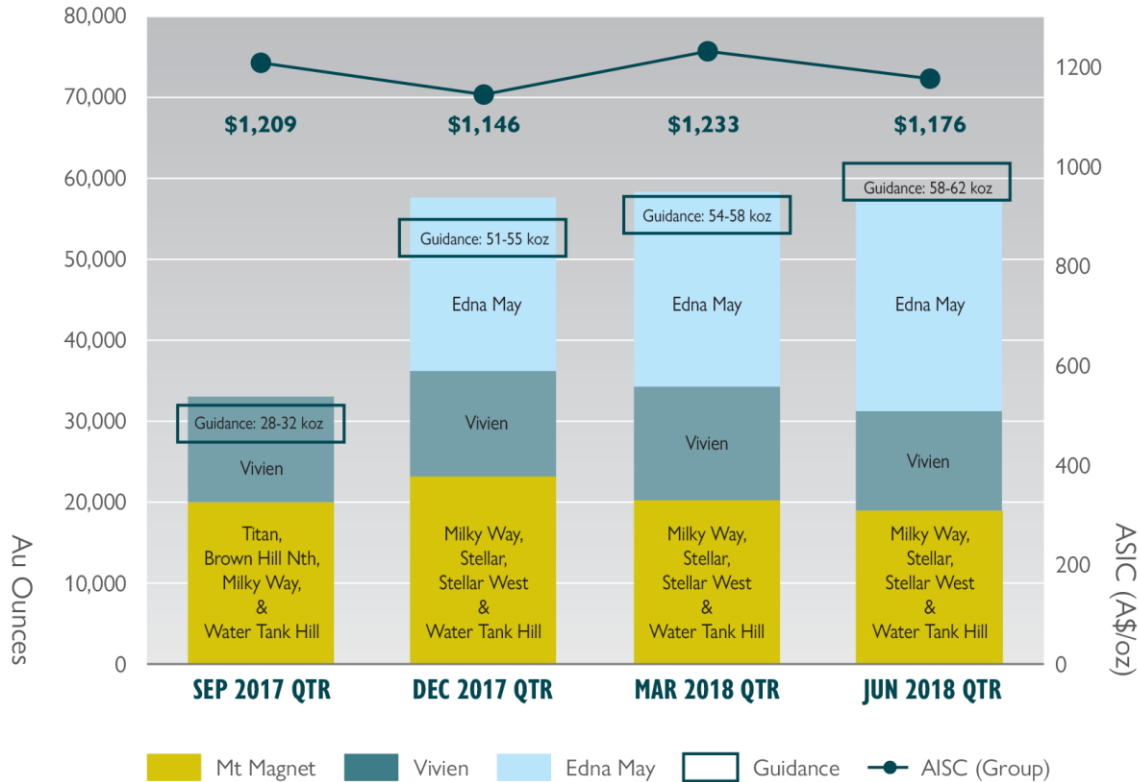 80,000
70,000
60,000
50,000
40,000
30,000
20,000
10,000
0
Au Ounces
1200
1000
800
600
400
200
0
ASIC (A$/oz)
$1,209
$1,146
$1,233
$1,176
Guidance: 28-32 koz
Vivien
Titan,
Brown Hill Nth,
Milky Way,
&
Water Tank Hill
Guidance: 51-55 koz
Edna May
Vivien
Milky Way,
Stellar,
Stellar West
&
Water Tank Hill
Guidance: 54-58 koz
Edna May
Vivien
Milky Way,
Stellar,
Stellar West
&
Water Tank Hill
Guidance: 58-62 koz
Edna May
Vivien
Milky Way,
Stellar,
Stellar West
&
Water Tank Hill
SEP 2017 QTR
DEC 2017 QTR
MAR 2018 QTR
JUN 2018 QTR
Mt Magnet
Vivien
Edna May
Guidance
AISC (Group)